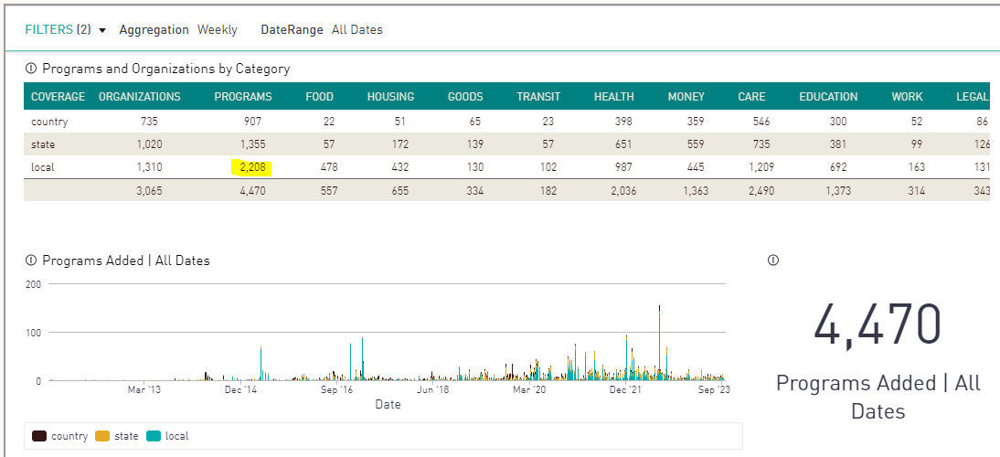 FILTERS (2) Aggregation Weekly DateRange All Dates
Programs and Organizations by Category
COVERAGE ORGANIZATIONS PROGRAMS FOOD HOUSING GOODS TRANSIT HEALTH MONEY CARE EDUCATION WORK LEGAL
country 735 907 22 51 65 23 398 359 546 300 52 86
state 1,020 1,355 57 172 139 57 651 559 735 381 99 126
local 1,310 2,208 478 432 130 102 987 445 1,209 692 163 131
3,065 4,470 557 655 334 182 2,036 1,363 2,490 1,373 314 343
Programs Added | All Dates
200
100
0
Mar '13 Dec '14 Sep '16 Jun '18 Mar '20 Dec '21 Sep '23
Date
country state local
4,470
Programs Added | All
Dates